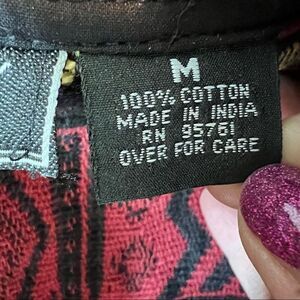 M
100% COTTON
MADE IN INDIA
RN 95761
OVER FOR CARE